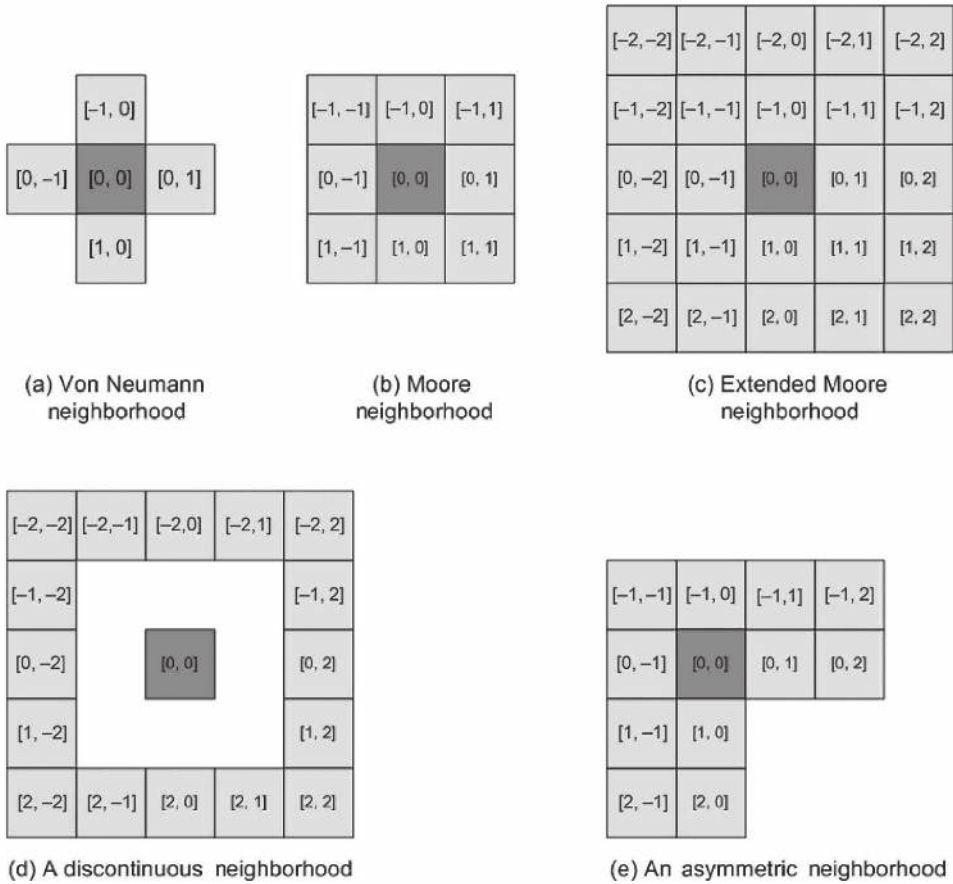 [–1, 0]
[0, –1] [0, 0] [0, 1]
[1, 0]
(a) Von Neumann
neighborhood
[–1, –1] [–1, 0] [–1,1]
[0, –1] [0, 0] [0, 1]
[1, –1] [1, 0] [1, 1]
(b) Moore
neighborhood
[–2, –2] [–2, –1] [–2, 0] [–2,1] [–2, 2]
[–1, –2] [–1, –1] [–1, 0] [–1, 1] [–1, 2]
[0, –2] [0, –1] [0, 0] [0, 1] [0, 2]
[1, –2] [1, –1] [1, 0] [1, 1] [1, 2]
[2, –2] [2, –1] [2, 0] [2, 1] [2, 2]
(c) Extended Moore
neighborhood
[–2, –2] [–2,–1] [–2,0] [–2,1] [–2, 2]
[–1, –2] [–1, 2]
[0, –2] [0, 0] [0, 2]
[1, –2] [1, 2]
[2, –2] [2, –1] [2, 0] [2, 1] [2, 2]
(d) A discontinuous neighborhood
[–1, –1] [–1, 0] [–1,1] [–1, 2]
[0, –1] [0, 0] [0, 1] [0, 2]
[1, –1] [1, 0]
[2, –1] [2, 0]
(e) An asymmetric neighborhood